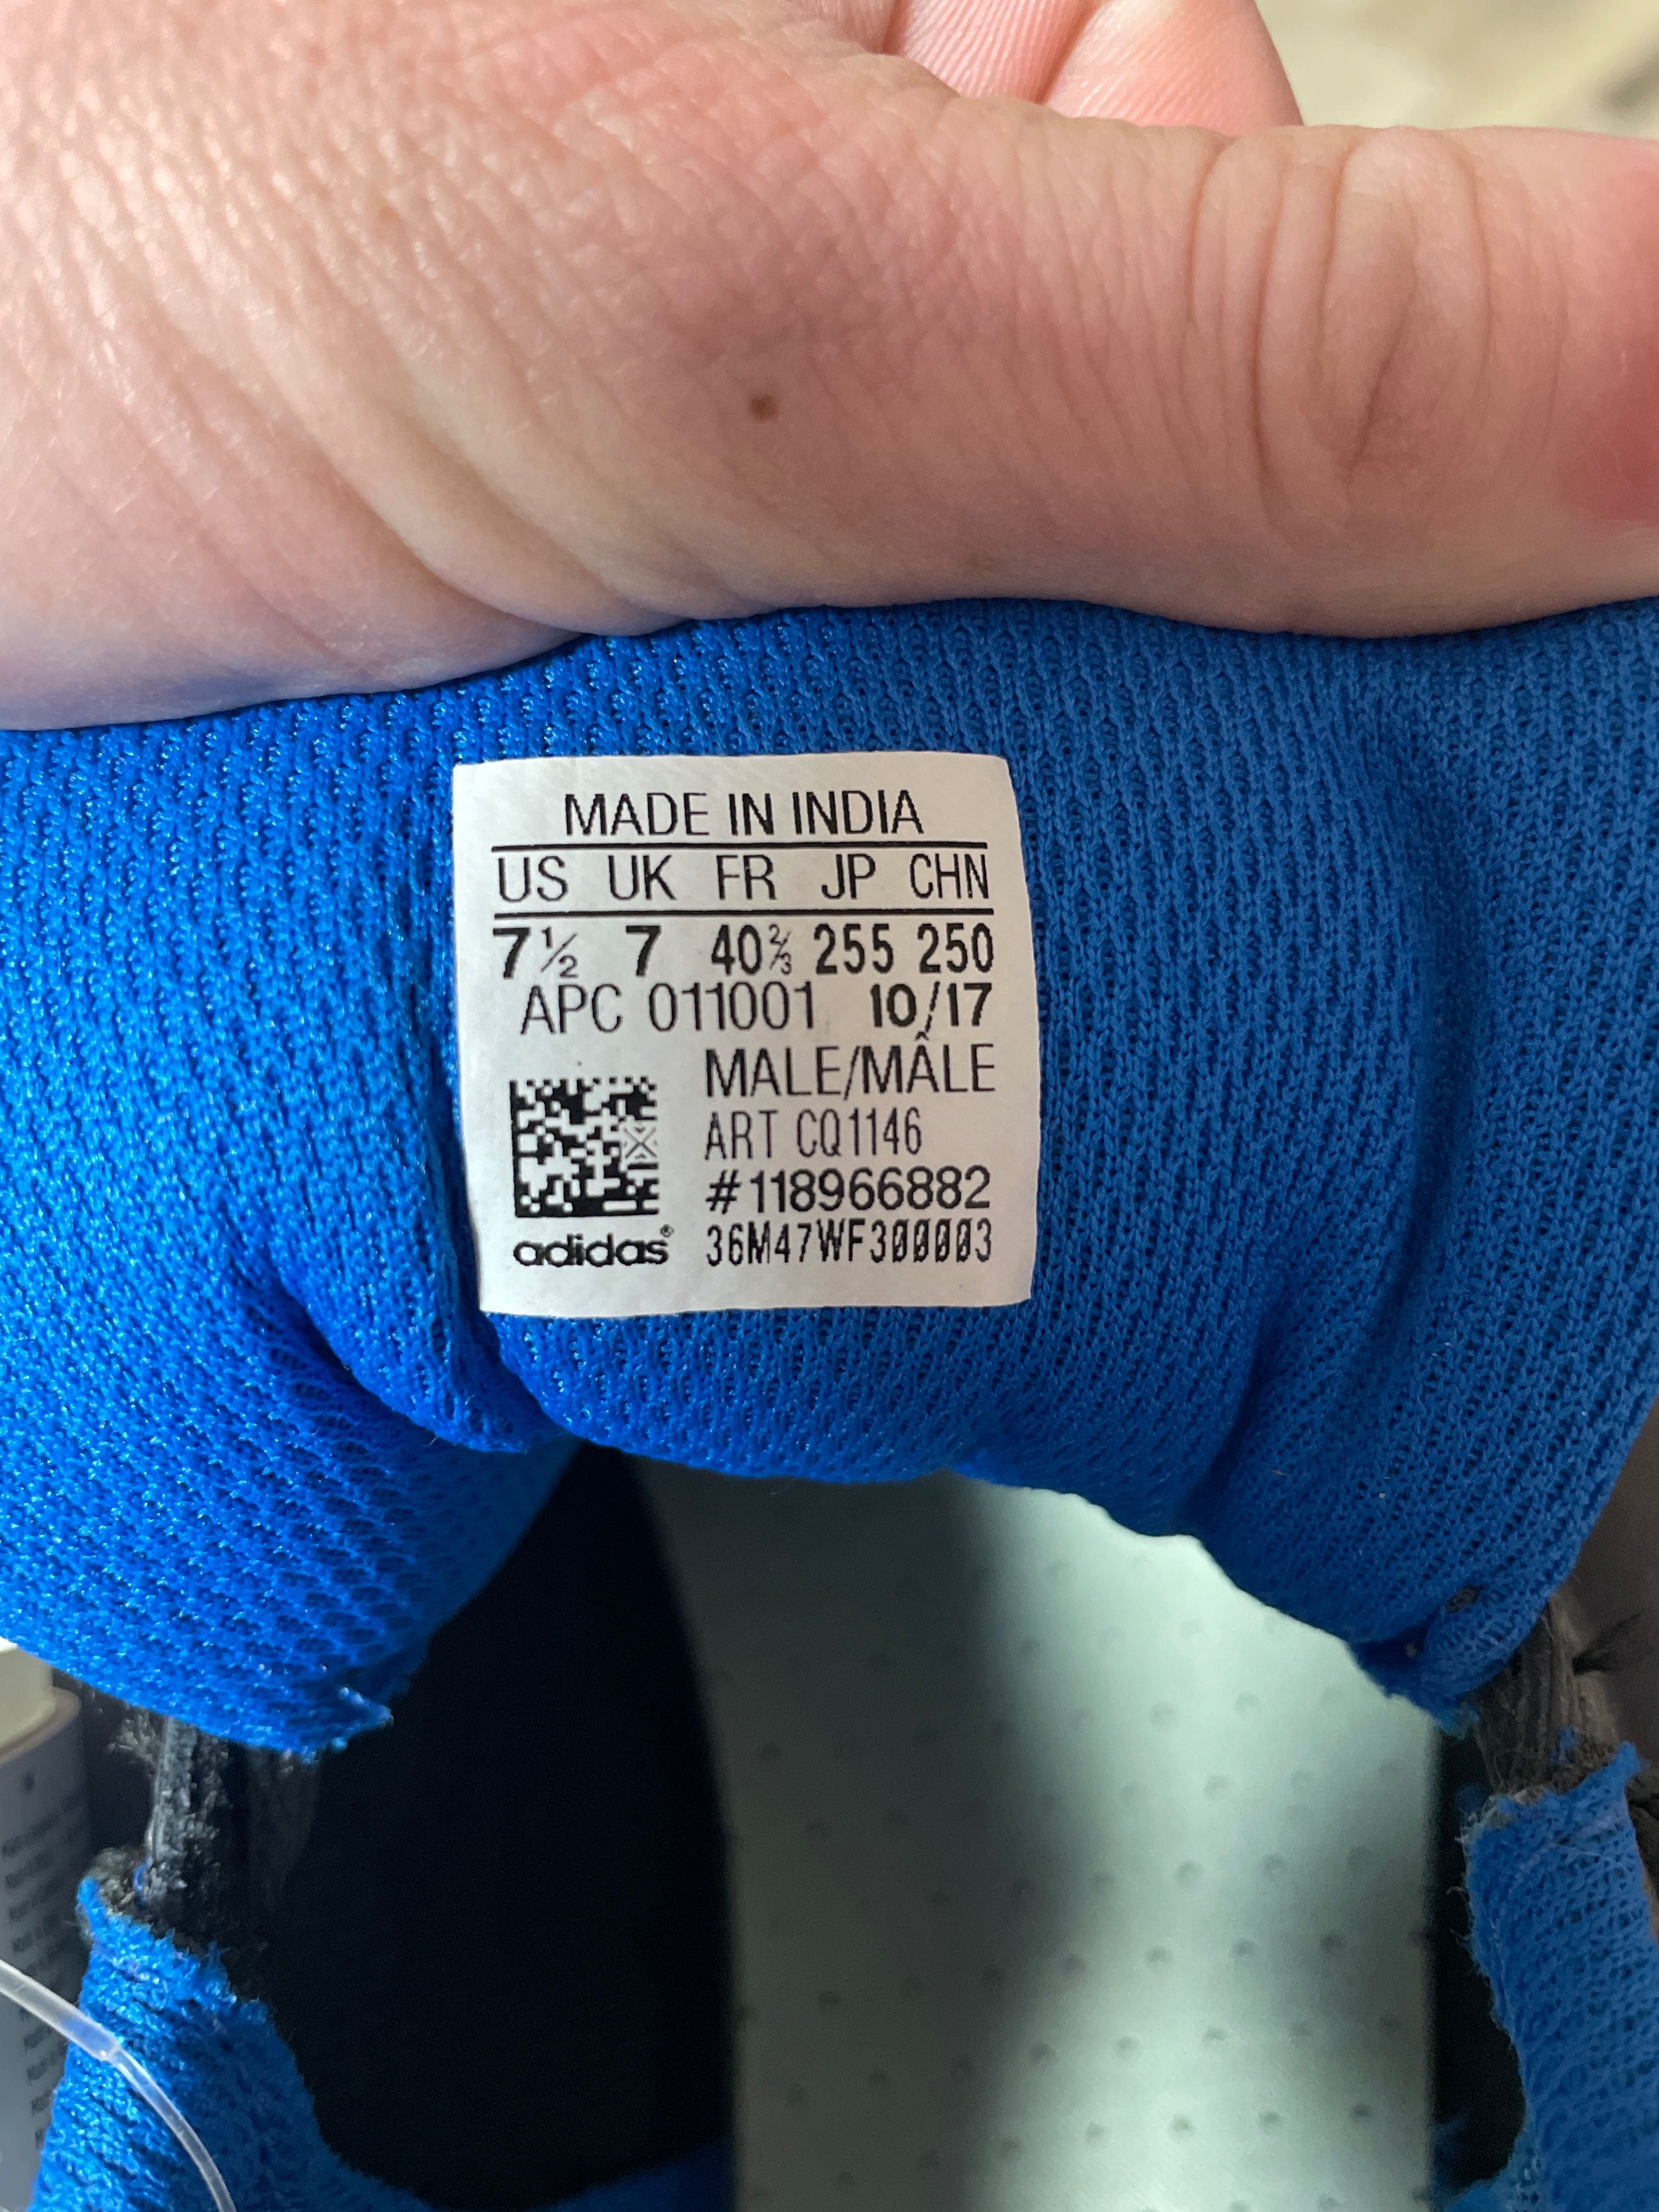 MADE IN INDIA
US UK FR JP CHN
7½ 7 40⅔ 255 250
APC 011001 10/17
MALE/MÂLE
ART CQ1146
#118966882
adidas® 36M47WF300003